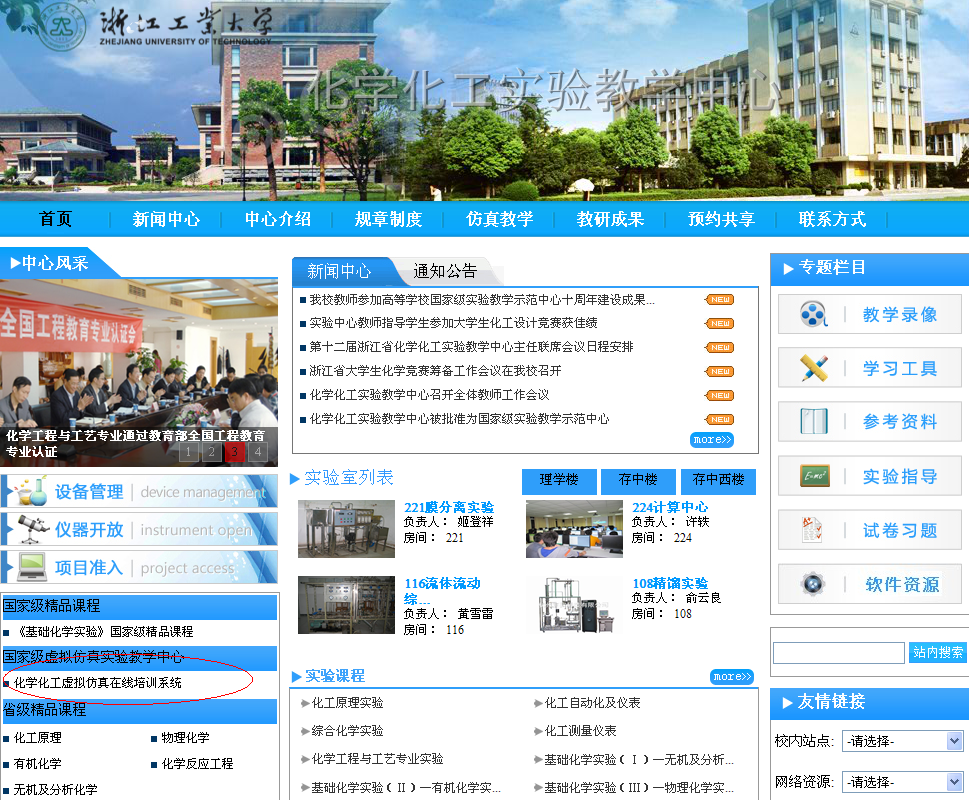 浙江工业大学
ZHEJIANG UNIVERSITY OF TECHNOLOGY
化学化工实验教学中心
首页 新闻中心 中心介绍 规章制度 仿真教学 教研成果 预约共享 联系方式
中心风采
全国工程教育专业认证会
化学工程与工艺专业通过教育部全国工程教育
专业认证
1 2 3 4
设备管理 device management
仪器开放 instrument open
项目准入 project access
国家级精品课程
《基础化学实验》国家级精品课程
国家级虚拟仿真实验教学中心
化学化工虚拟仿真在线培训系统
省级精品课程
化工原理 物理化学
有机化学 化学反应工程
无机及分析化学
新闻中心 通知公告
我校教师参加高等学校国家级实验教学示范中心十周年建设成果... NEW
实验中心教师指导学生参加大学生化工设计竞赛获佳绩 NEW
第十二届浙江省化学化工实验教学中心主任联席会议日程安排 NEW
浙江省大学生化学竞赛筹备工作会议在我校召开 NEW
化学化工实验教学中心召开全体教师工作会议 NEW
化学化工实验教学中心被批准为国家级实验教学示范中心 NEW
more>>
实验室列表 理学楼 存中楼 存中西楼
221膜分离实验
负责人： 姬登祥
房间： 221
224计算中心
负责人： 许轶
房间： 224
116流体流动
综...
负责人： 黄雪雷
房间： 116
108精馏实验
负责人： 俞云良
房间： 108
实验课程 more>>
化工原理实验 化工自动化及仪表
综合化学实验 化工测量仪表
化学工程与工艺专业实验 基础化学实验（Ⅰ）—无机及分析...
基础化学实验（Ⅱ）—有机化学实... 基础化学实验（Ⅲ）—物理化学实...
专题栏目
教学录像
学习工具
参考资料
实验指导
试卷习题
软件资源
站内搜索
友情链接
校内站点: -请选择-
网络资源: -请选择-